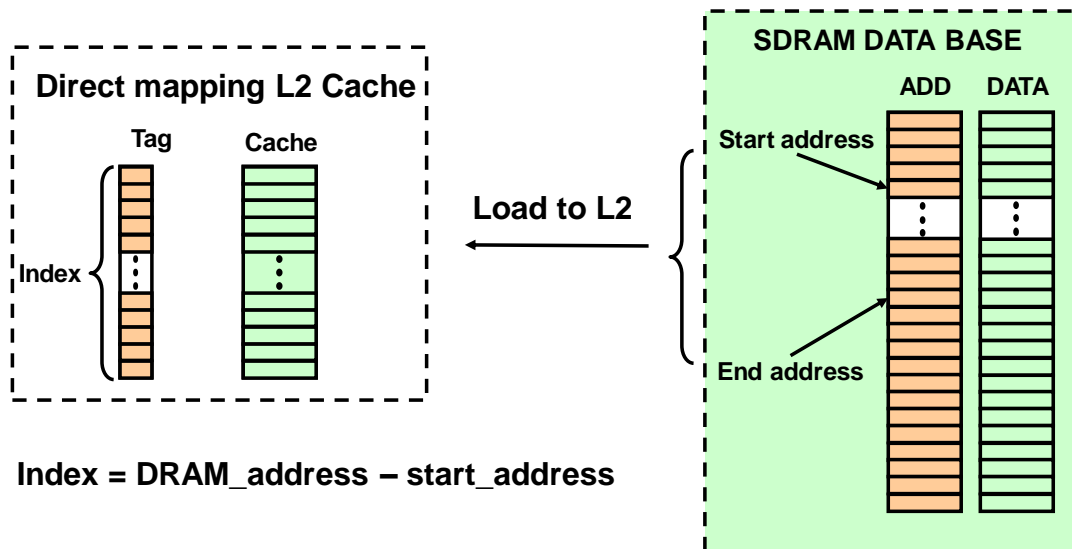 SDRAM DATA BASE
Direct mapping L2 Cache
ADD
DATA
Tag
Cache
Start address
Load to L2
Index
End address
Index = DRAM_address – start_address